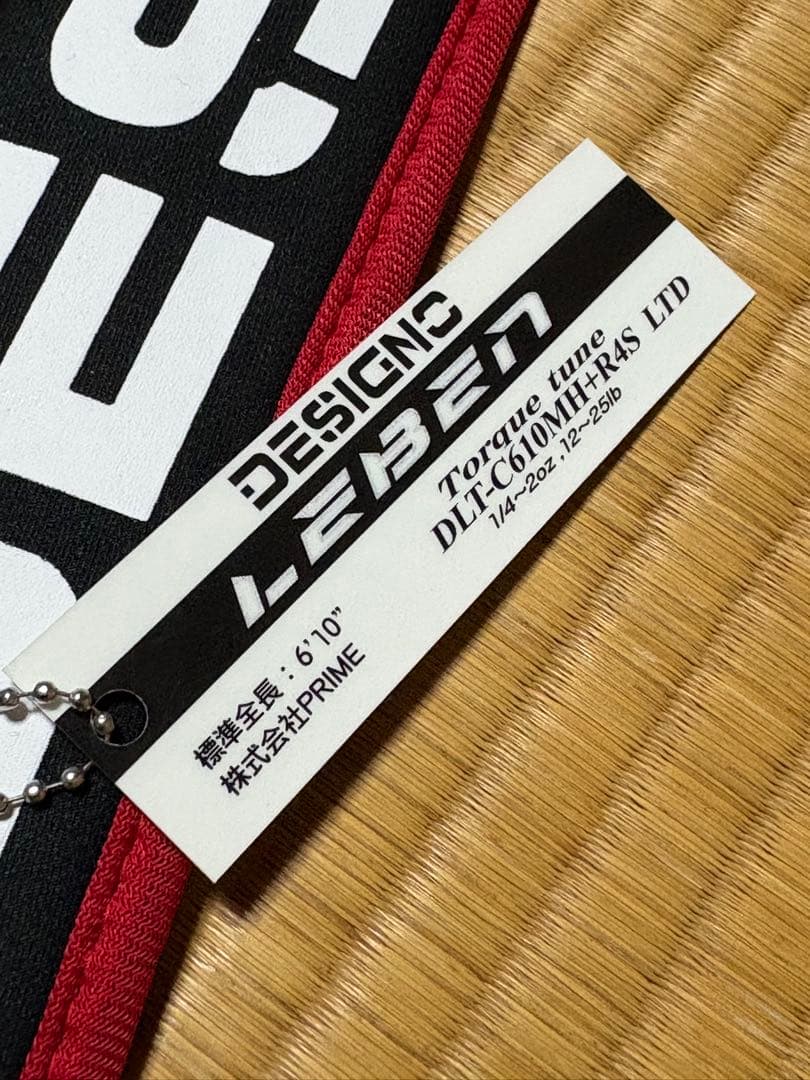 DESIGNO
LEBEN
Torque tune
DLT-C610MH+R4S LTD
1/4~2oz ,12~25lb
標準全長：6'10"
株式会社PRIME